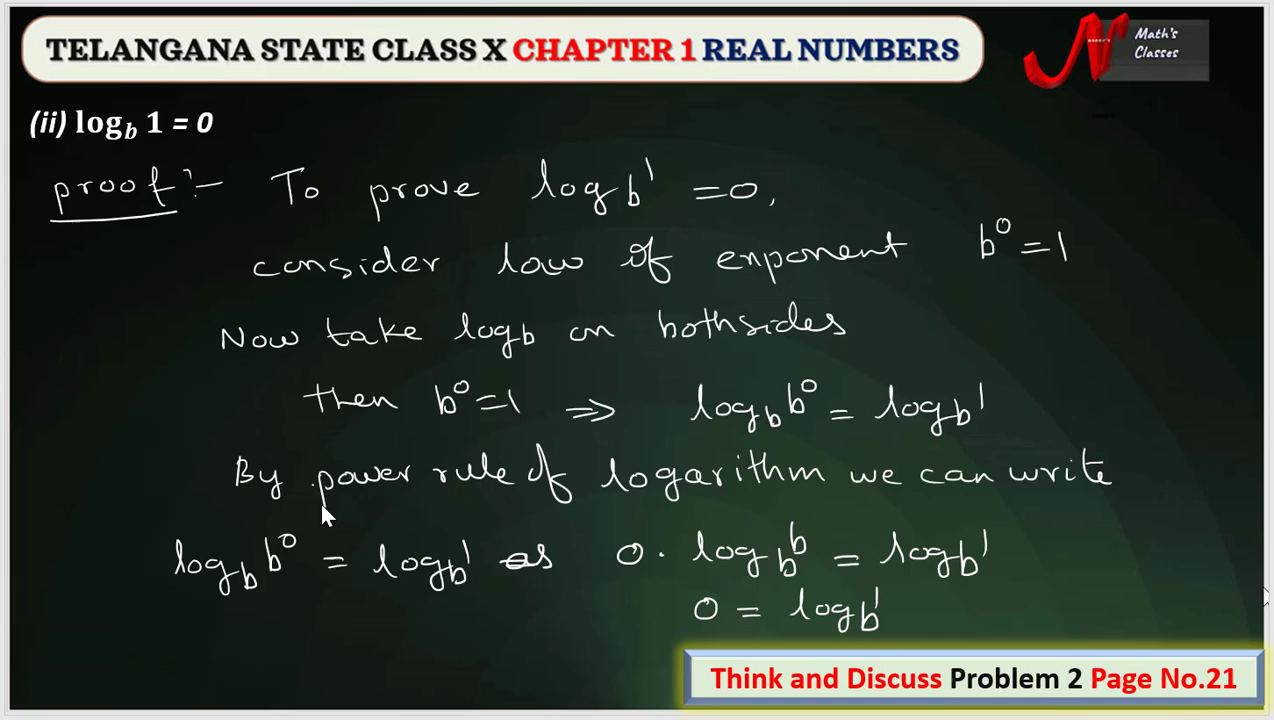 TELANGANA STATE CLASS X CHAPTER 1 REAL NUMBERS
Math's
Classes
(ii) log_b 1 = 0
proof :- To prove log_b 1 = 0,
consider law of exponent b^0 = 1
Now take log_b on bothsides
then b^0 = 1 ⇒ log_b b^0 = log_b 1
By power rule of logarithm we can write
log_b b^0 = log_b 1 as 0. log_b b = log_b 1
0 = log_b 1
Think and Discuss Problem 2 Page No.21